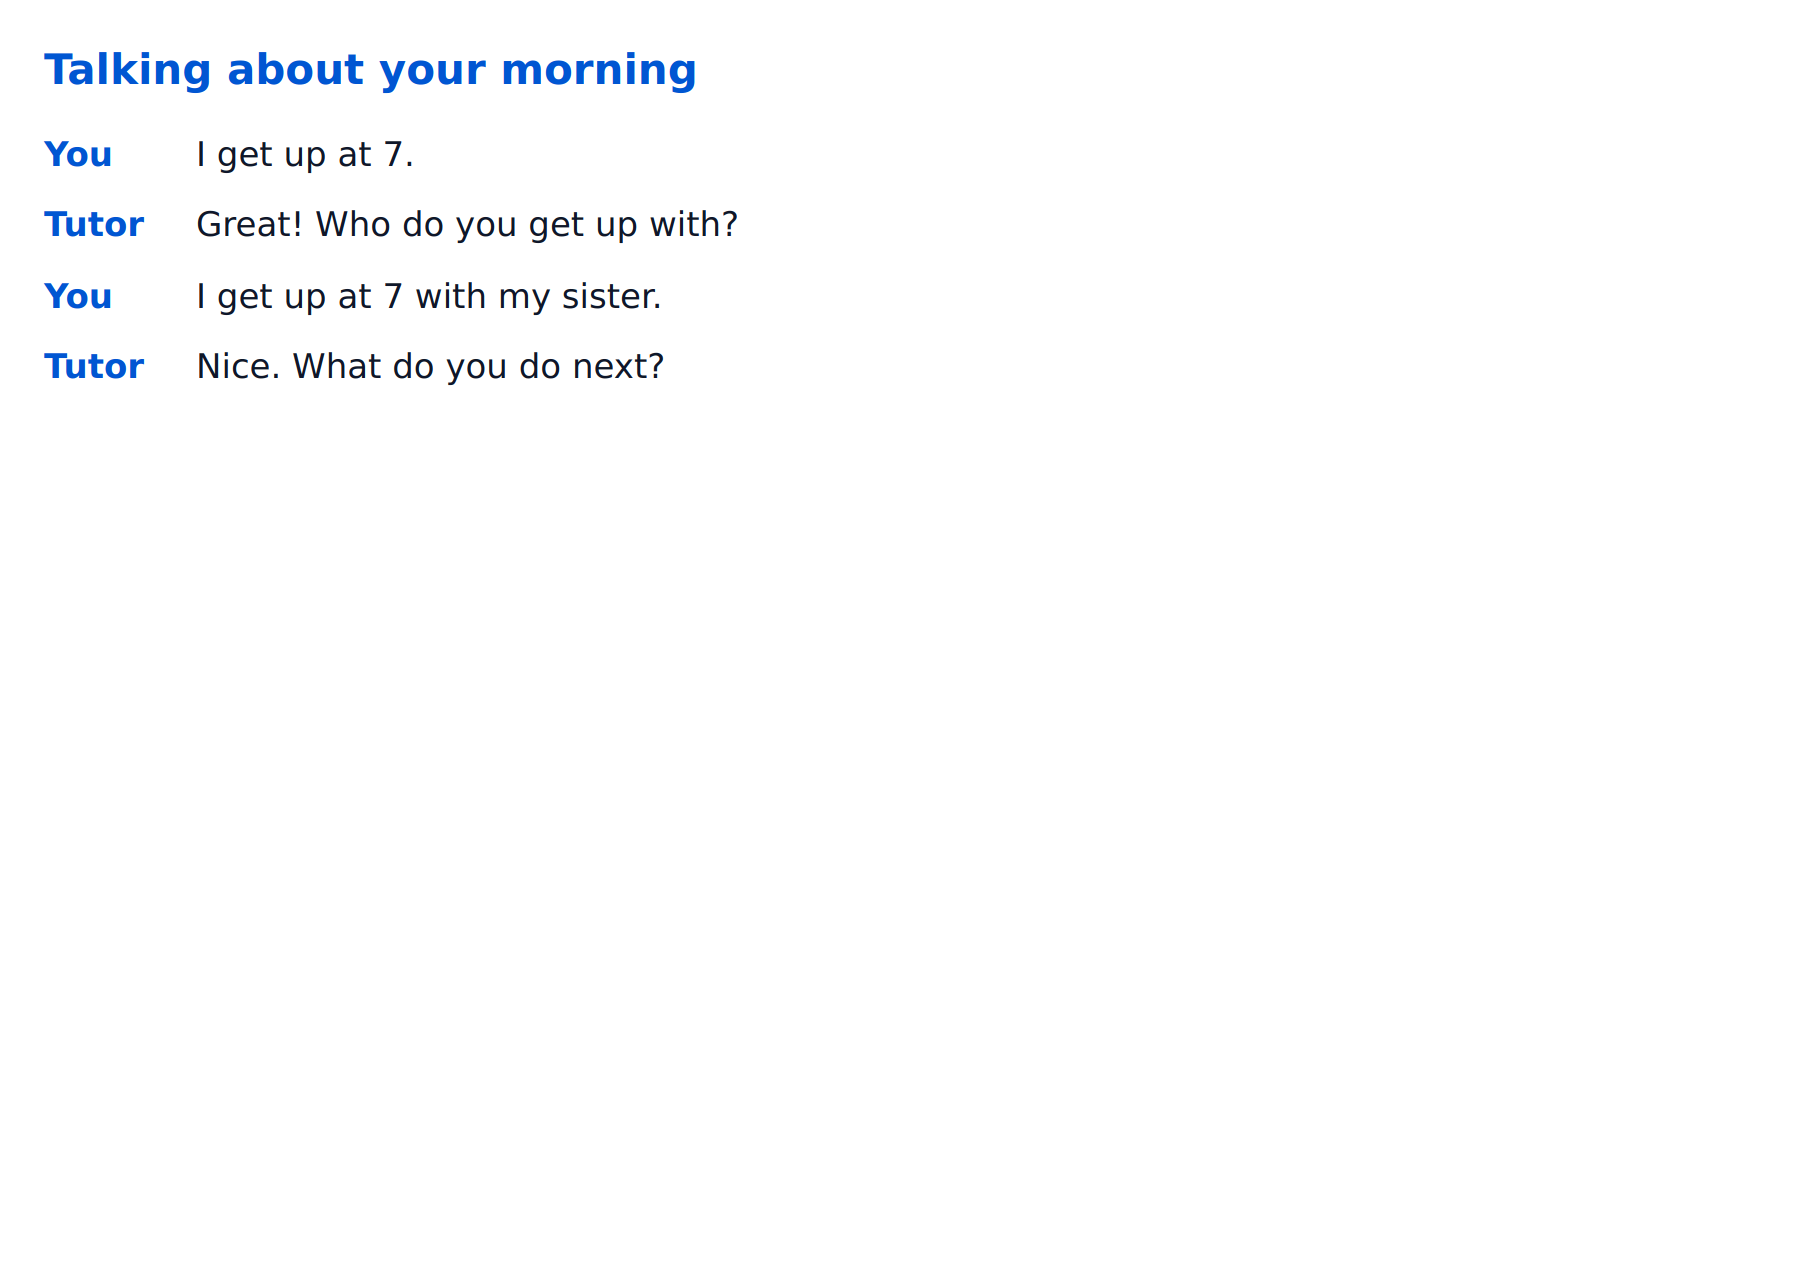 Talking about your morning
You I get up at 7.
Tutor Great! Who do you get up with?
You I get up at 7 with my sister.
Tutor Nice. What do you do next?